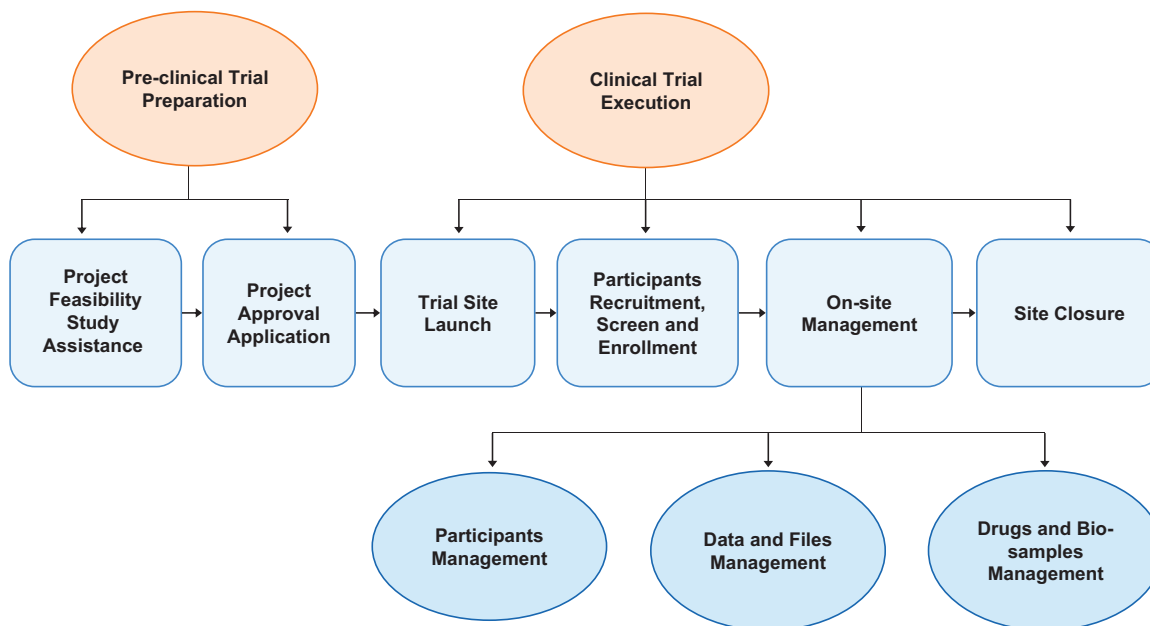 Pre-clinical Trial
Preparation
Clinical Trial
Execution
Project
Feasibility
Study
Assistance
Project
Approval
Application
Trial Site
Launch
Participants
Recruitment,
Screen and
Enrollment
On-site
Management
Site Closure
Participants
Management
Data and Files
Management
Drugs and Bio-
samples
Management